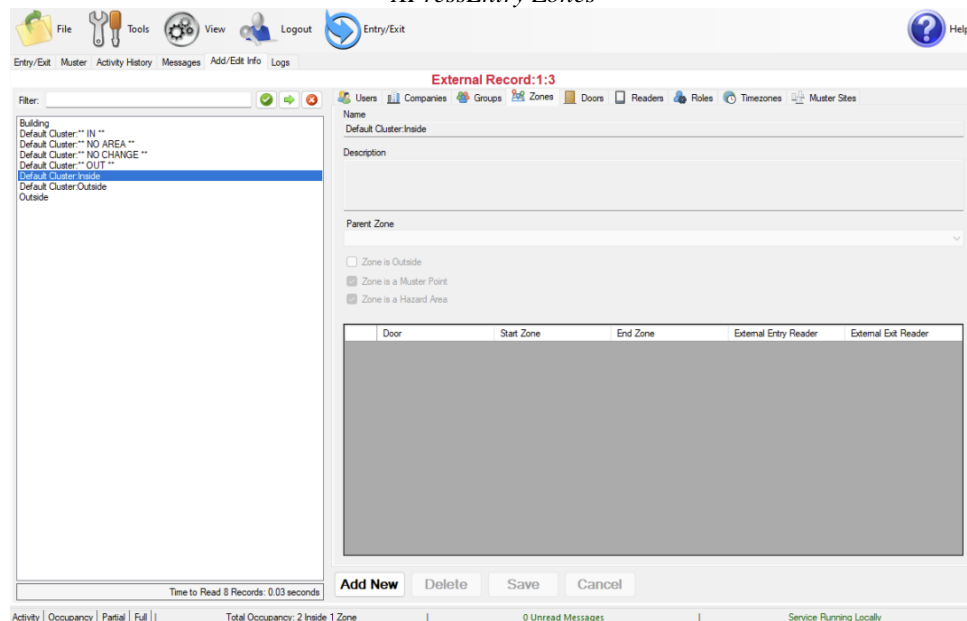 XPressEntry Zones
File Tools View Logout Entry/Exit Help
Entry/Exit Muster Activity History Messages Add/Edit Info Logs
External Record:1:3
Filter:
Users Companies Groups Zones Doors Readers Roles Timezones Muster Sites
Building
Default Cluster:** IN **
Default Cluster:** NO AREA **
Default Cluster:** NO CHANGE **
Default Cluster:** OUT **
Default Cluster:Inside
Default Cluster:Outside
Outside
Name
Default Cluster:Inside
Description
Parent Zone
Zone is Outside
Zone is a Muster Point
Zone is a Hazard Area
Door Start Zone End Zone External Entry Reader External Exit Reader
Time to Read 8 Records: 0.03 seconds
Add New Delete Save Cancel
Activity | Occupancy | Partial | Full | | Total Occupancy: 2 Inside 1 Zone | 0 Unread Messages | Service Running Locally